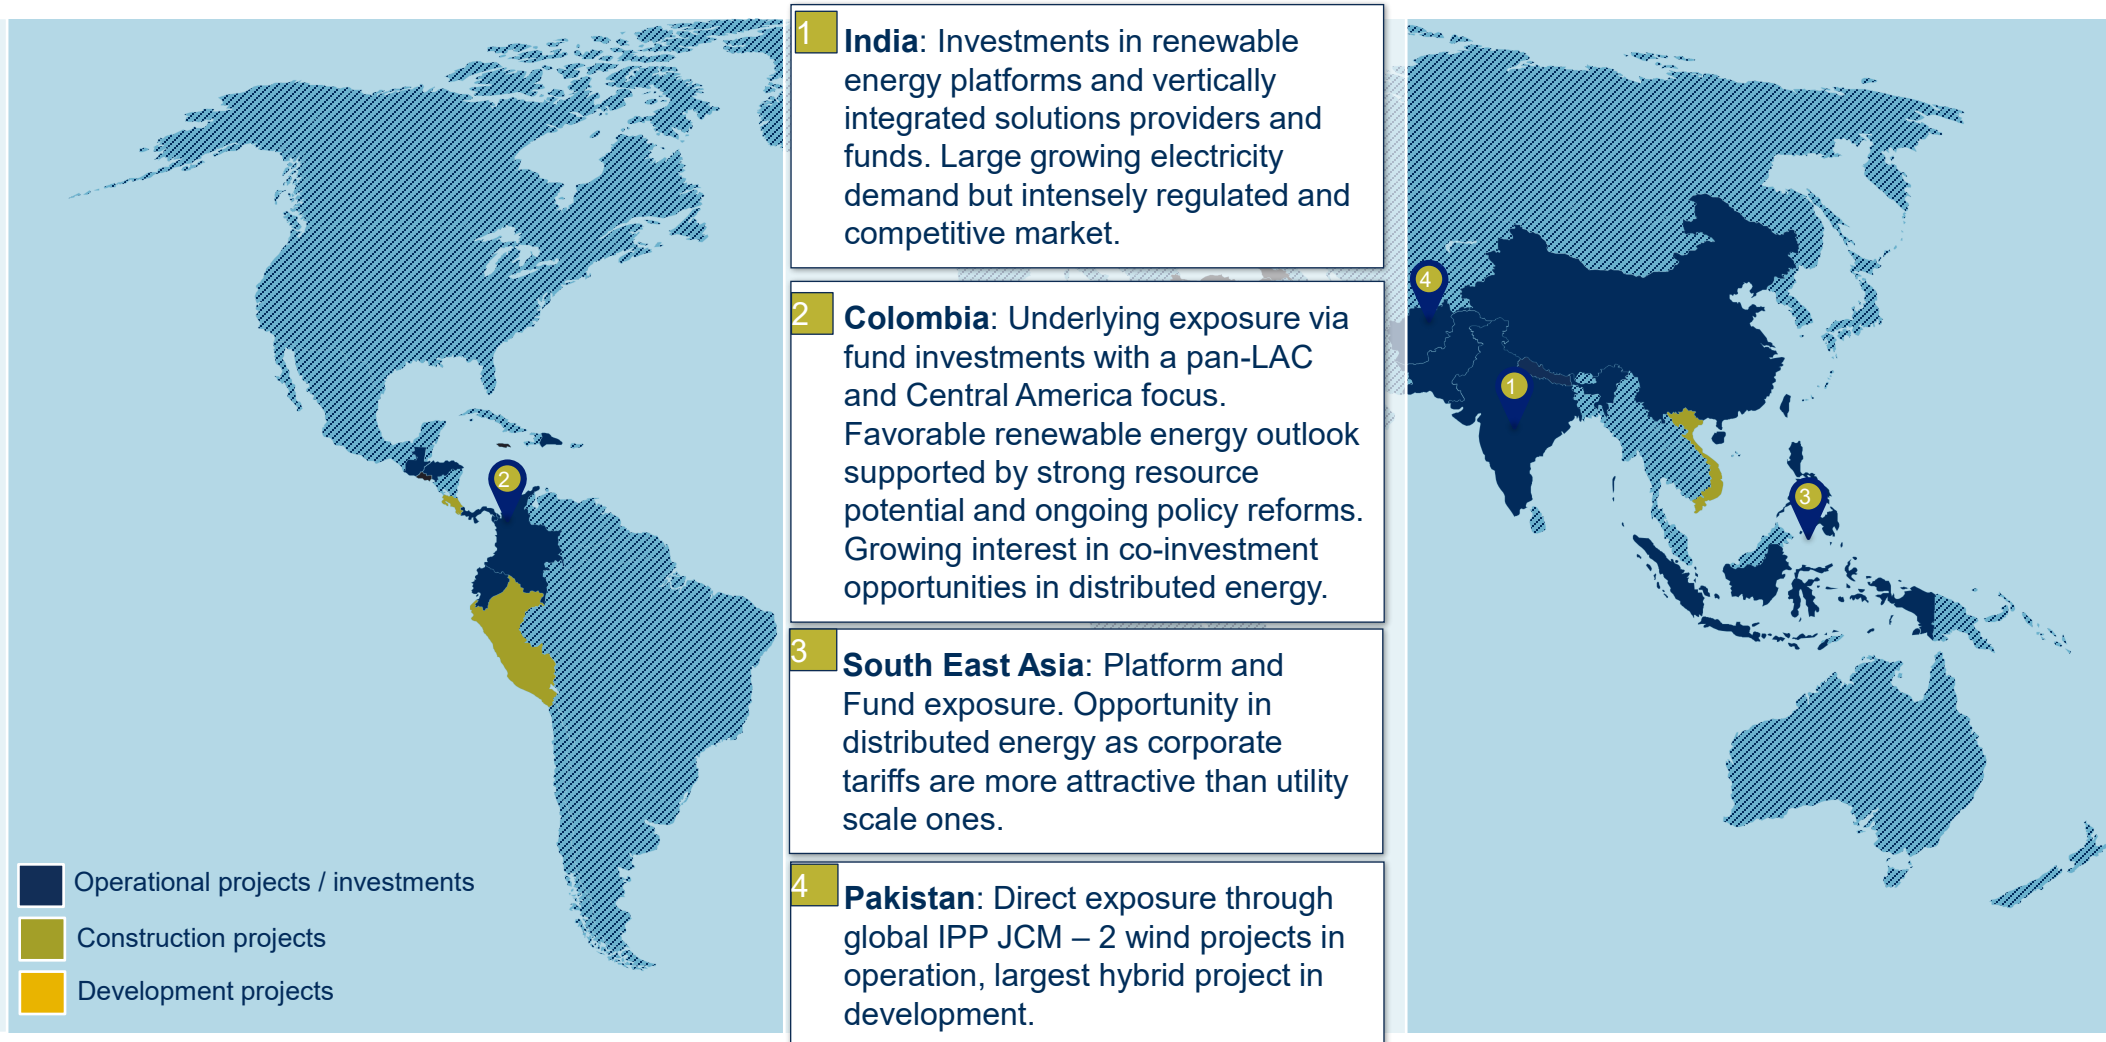 1
India: Investments in renewable
energy platforms and vertically
integrated solutions providers and
funds. Large growing electricity
demand but intensely regulated and
competitive market.
2
Colombia: Underlying exposure via
fund investments with a pan-LAC
and Central America focus.
Favorable renewable energy outlook
supported by strong resource
potential and ongoing policy reforms.
Growing interest in co-investment
opportunities in distributed energy.
3
South East Asia: Platform and
Fund exposure. Opportunity in
distributed energy as corporate
tariffs are more attractive than utility
scale ones.
4
Pakistan: Direct exposure through
global IPP JCM – 2 wind projects in
operation, largest hybrid project in
development.
2
4
1
3
Operational projects / investments
Construction projects
Development projects